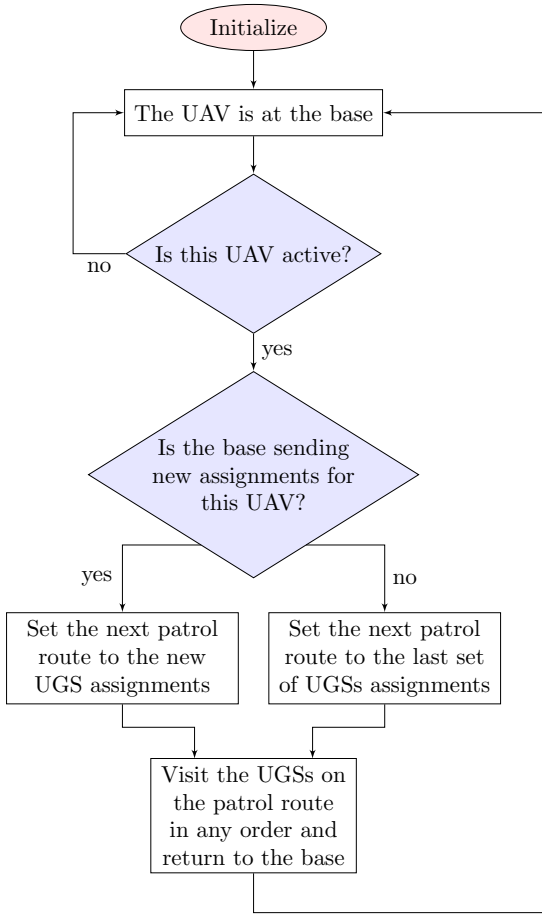 Initialize
The UAV is at the base
Is this UAV active?
no
yes
Is the base sending
new assignments for
this UAV?
yes
no
Set the next patrol
route to the new
UGS assignments
Set the next patrol
route to the last set
of UGSs assignments
Visit the UGSs on
the patrol route
in any order and
return to the base